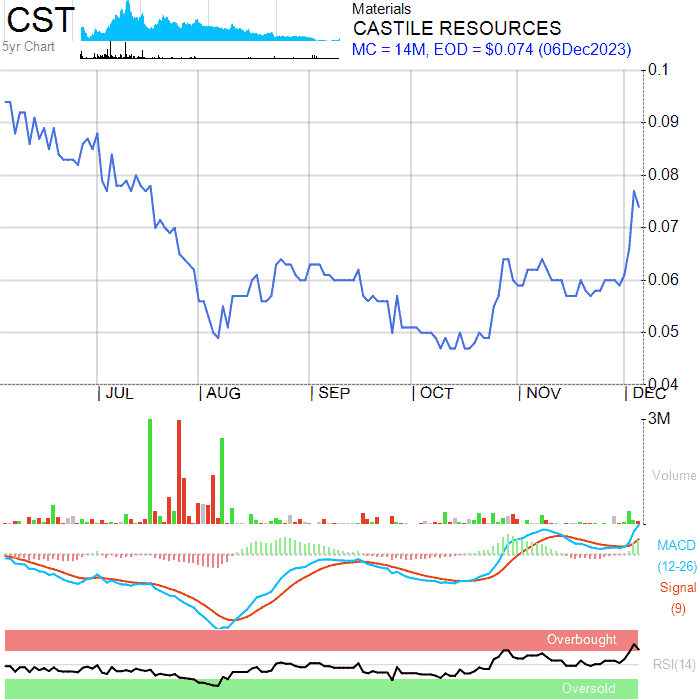 CST
5yr Chart
Materials
CASTILE RESOURCES
MC = 14M, EOD = $0.074 (06Dec2023)
0.1
0.09
0.08
0.07
0.06
0.05
0.04
JUL AUG SEP OCT NOV DEC
3M
Volume
MACD
(12-26)
Signal
(9)
Overbought
RSI(14)
Oversold